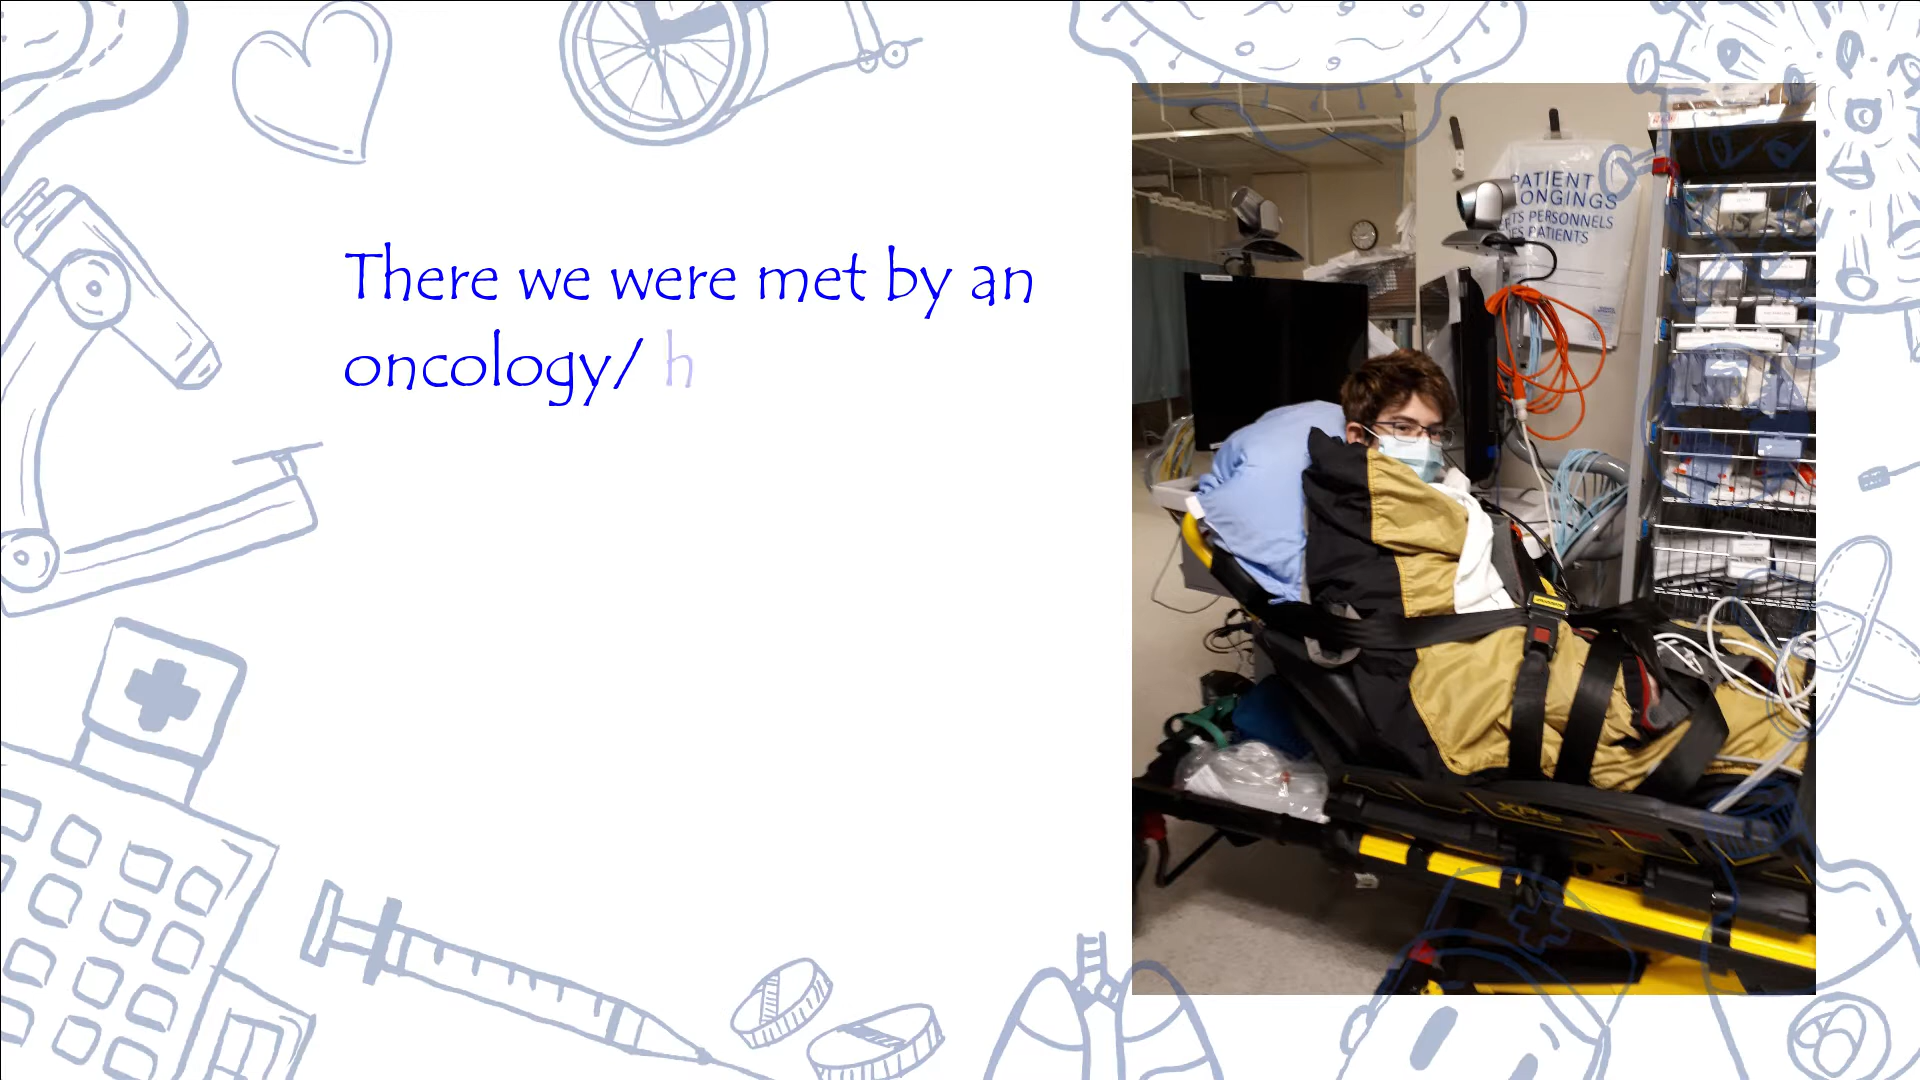 There we were met by an
oncology/ h
PATIENT
ONGINGS
ETS PERSONNELS
ES PATIENTS